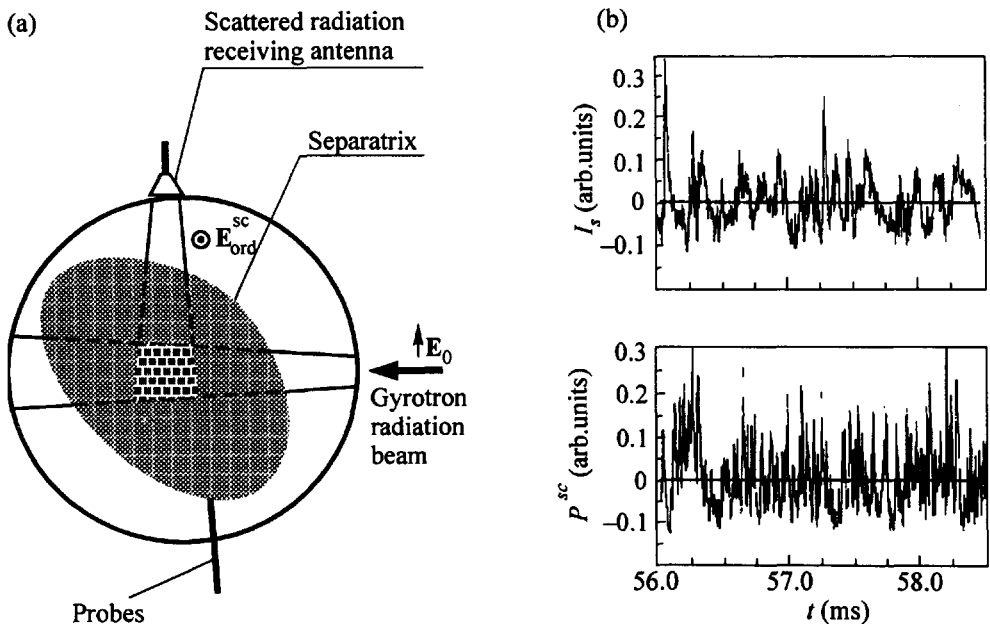 (a)
Scattered radiation
receiving antenna
Separatrix
E^sc_ord
E_0
Gyrotron
radiation
beam
Probes
(b)
0.3
0.2
0.1
0
−0.1
I_s (arb.units)
0.3
0.2
0.1
0
−0.1
P^sc (arb.units)
56.0 57.0 58.0
t (ms)